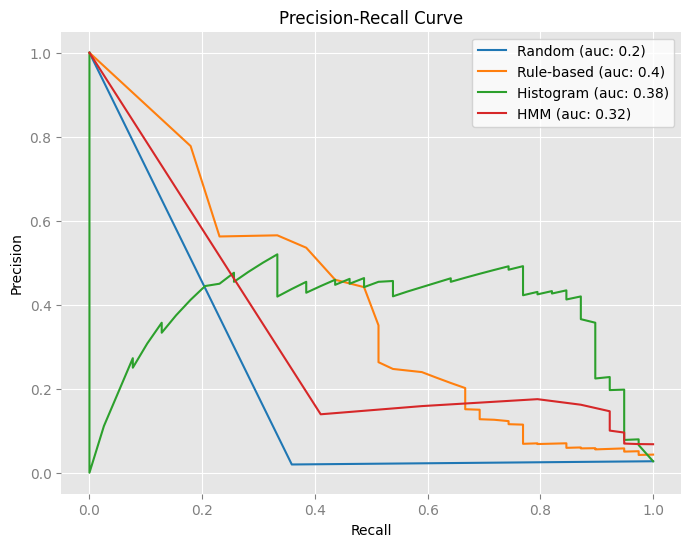 Precision-Recall Curve
Random (auc: 0.2)
Rule-based (auc: 0.4)
Histogram (auc: 0.38)
HMM (auc: 0.32)
Precision
1.0
0.8
0.6
0.4
0.2
0.0
0.0 0.2 0.4 0.6 0.8 1.0
Recall